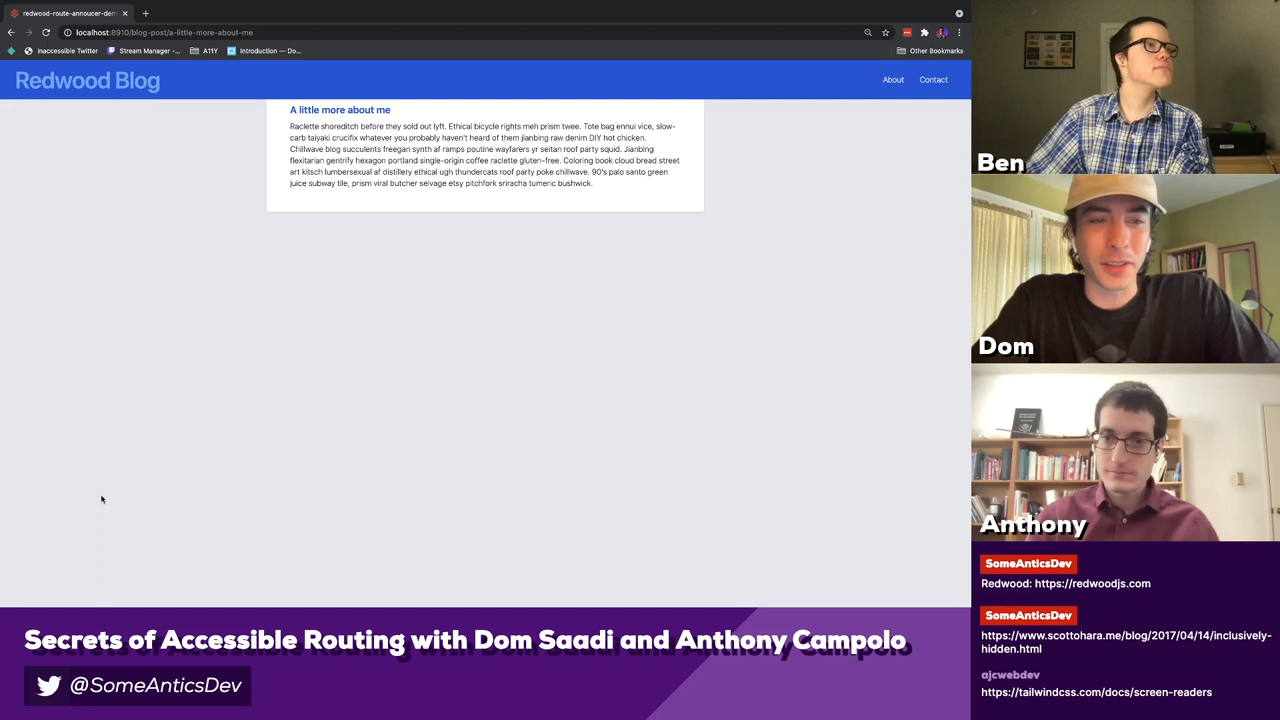 redwood-route-annoucer-dem
localhost:8910/blog-post/a-little-more-about-me
Inaccessible Twitter
Stream Manager -...
A11Y
Introduction — Do...
Other Bookmarks
Redwood Blog
About
Contact
A little more about me
Raclette shoreditch before they sold out lyft. Ethical bicycle rights meh prism twee. Tote bag ennui vice, slow-
carb taiyaki crucifix whatever you probably haven't heard of them jianbing raw denim DIY hot chicken.
Chillwave blog succulents freegan synth af ramps poutine wayfarers yr seitan roof party squid. Jianbing
flexitarian gentrify hexagon portland single-origin coffee raclette gluten-free. Coloring book cloud bread street
art kitsch lumbersexual af distillery ethical ugh thundercats roof party poke chillwave. 90's palo santo green
juice subway tile, prism viral butcher selvage etsy pitchfork sriracha tumeric bushwick.
Ben
Dom
Anthony
SomeAnticsDev
Redwood: https://redwoodjs.com
SomeAnticsDev
https://www.scottohara.me/blog/2017/04/14/inclusively-
hidden.html
ajcwebdev
https://tailwindcss.com/docs/screen-readers
Secrets of Accessible Routing with Dom Saadi and Anthony Campolo
@SomeAnticsDev